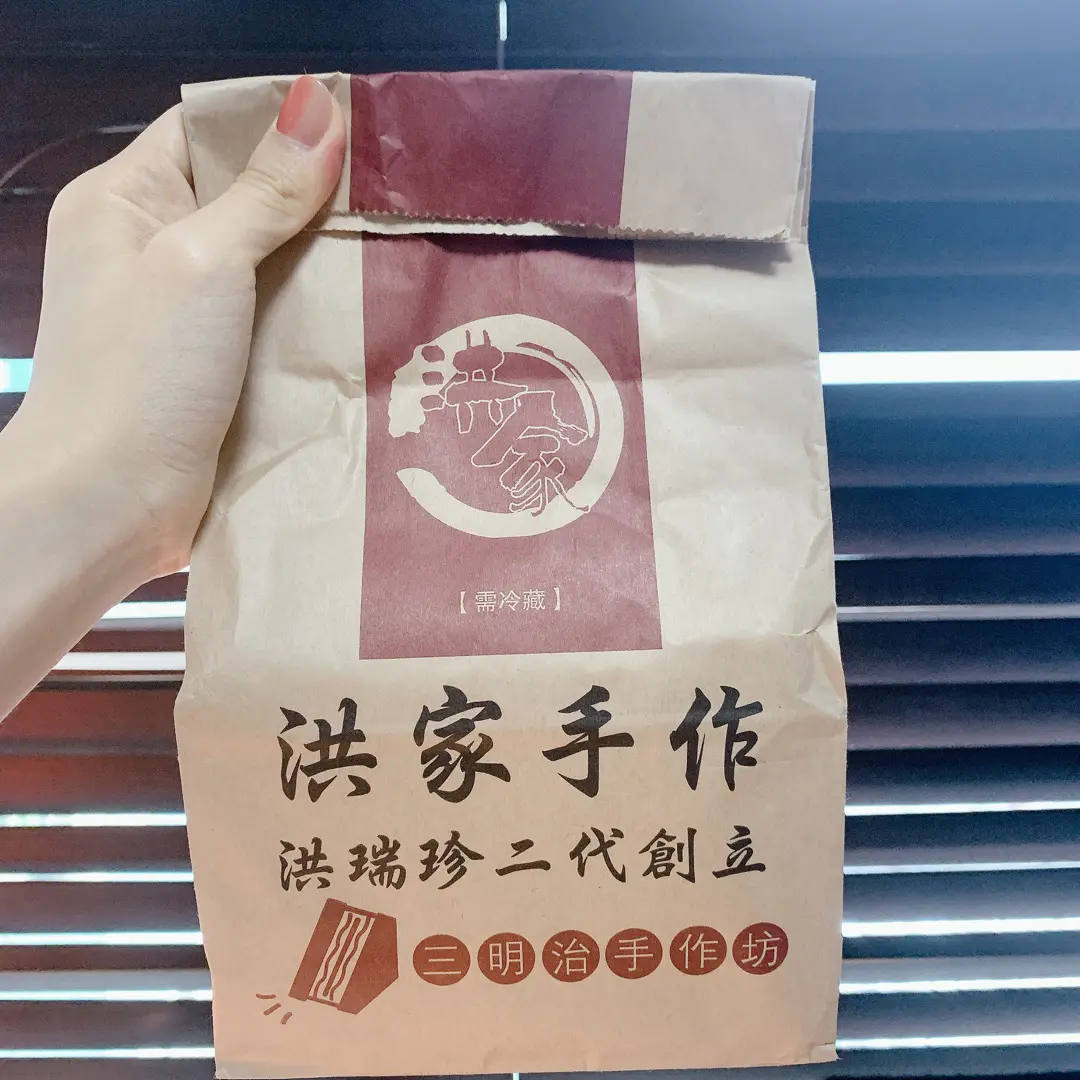 洪家
【需冷藏】
洪家手作
洪瑞珍二代創立
三明治手作坊